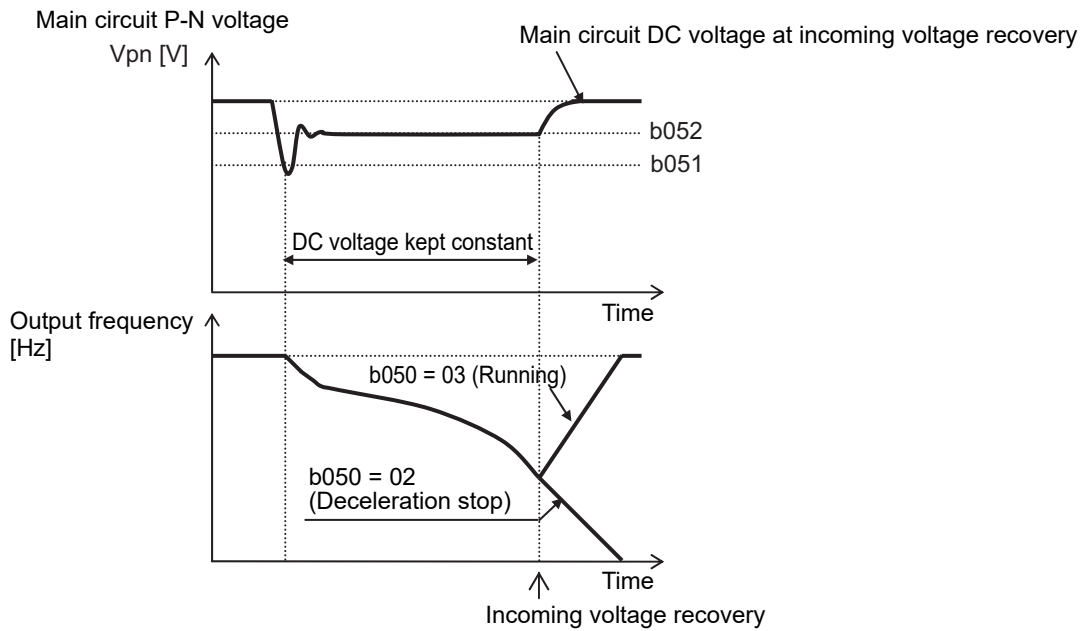 Main circuit P-N voltage
Vpn [V]
Main circuit DC voltage at incoming voltage recovery
b052
b051
DC voltage kept constant
Time
Output frequency
[Hz]
b050 = 03 (Running)
b050 = 02
(Deceleration stop)
Time
Incoming voltage recovery